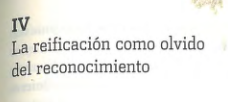 IV
La reificación como olvido
del reconocimiento